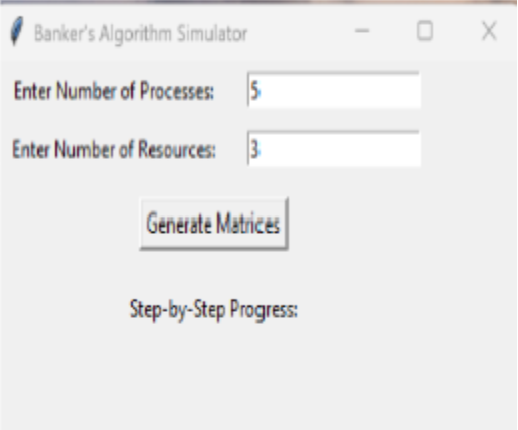 Banker's Algorithm Simulator
Enter Number of Processes: 5
Enter Number of Resources: 3
Generate Matrices
Step-by-Step Progress: